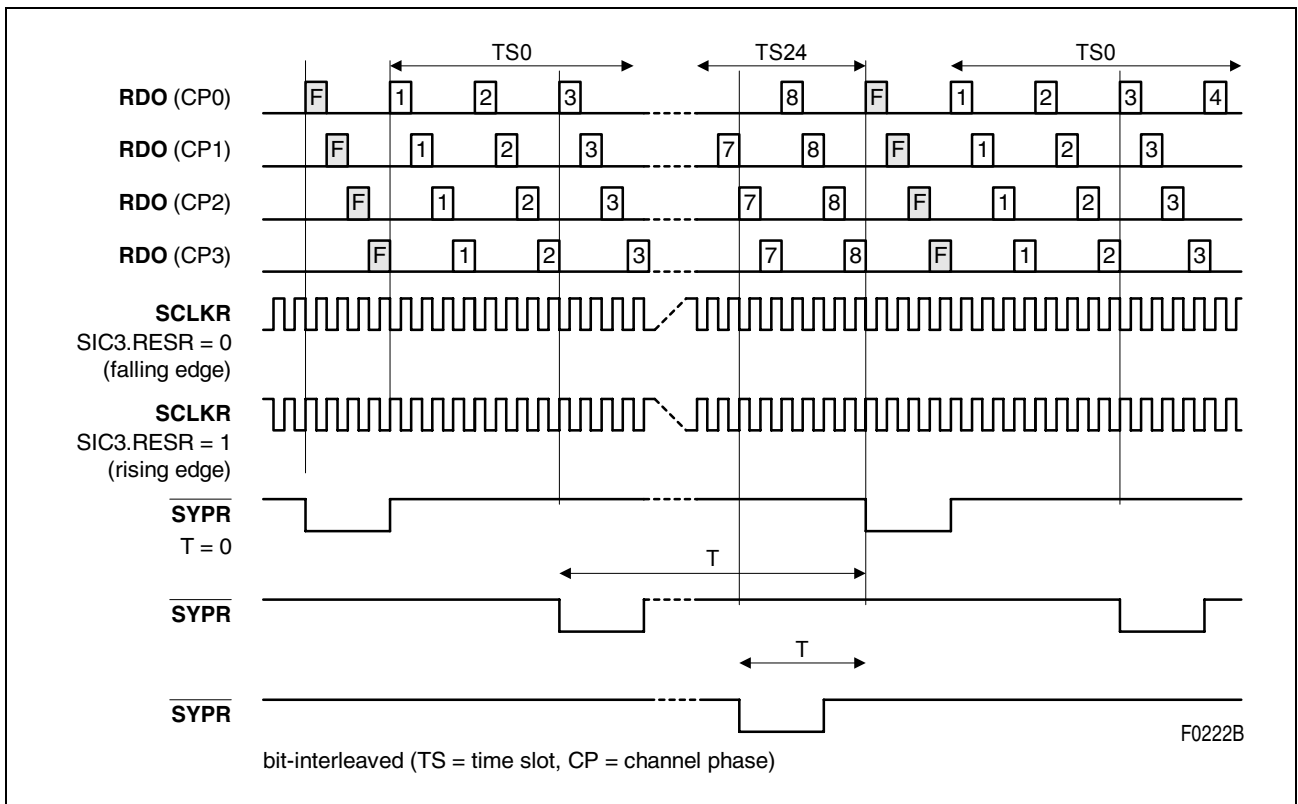 TS0 TS24 TS0
RDO (CP0) F 1 2 3 8 F 1 2 3 4
RDO (CP1) F 1 2 3 7 8 F 1 2 3
RDO (CP2) F 1 2 3 7 8 F 1 2 3
RDO (CP3) F 1 2 3 7 8 F 1 2 3
SCLKR
SIC3.RESR = 0
(falling edge)
SCLKR
SIC3.RESR = 1
(rising edge)
SYPR
T = 0
T
SYPR
T
SYPR
F0222B
bit-interleaved (TS = time slot, CP = channel phase)